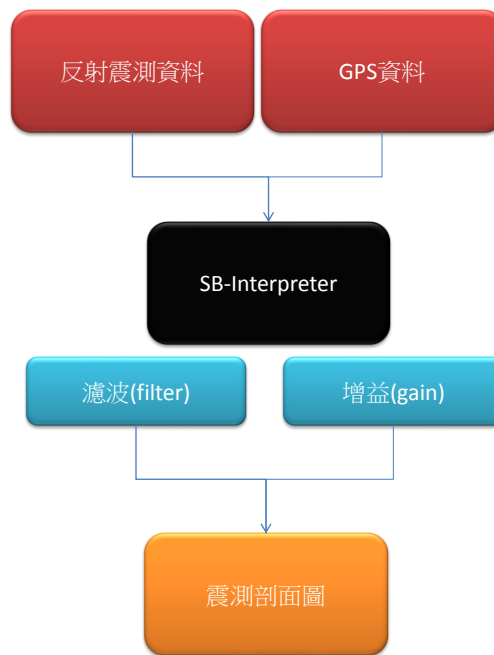 反射震測資料
GPS資料
SB-Interpreter
濾波(filter)
增益(gain)
震測剖面圖